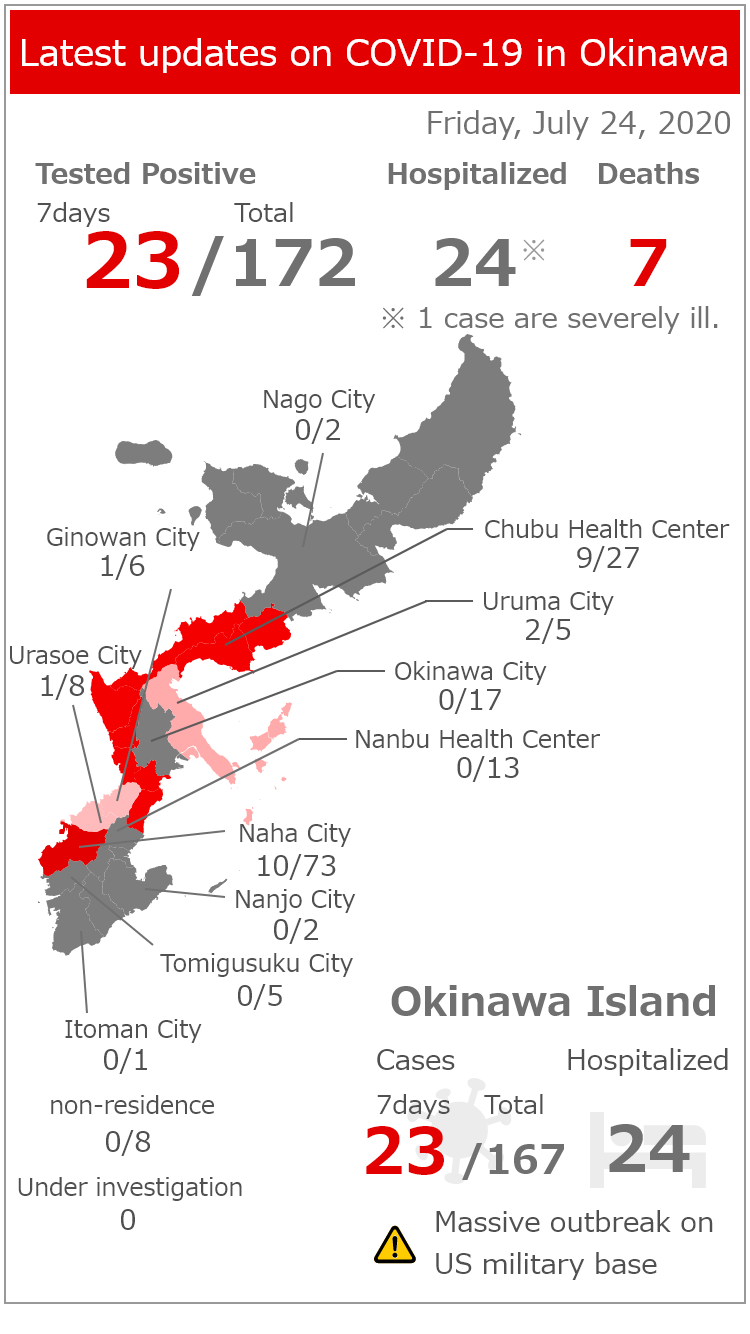 Latest updates on COVID-19 in Okinawa
Friday, July 24, 2020
Tested Positive Hospitalized Deaths
7days Total
23/172 24※ 7
※ 1 case are severely ill.
Nago City
0/2
Ginowan City
1/6
Chubu Health Center
9/27
Uruma City
2/5
Urasoe City
1/8
Okinawa City
0/17
Nanbu Health Center
0/13
Naha City
10/73
Nanjo City
0/2
Tomigusuku City
0/5
Itoman City
0/1
non-residence
0/8
Under investigation
0
Okinawa Island
Cases Hospitalized
7days Total
23/167 24
Massive outbreak on
US military base